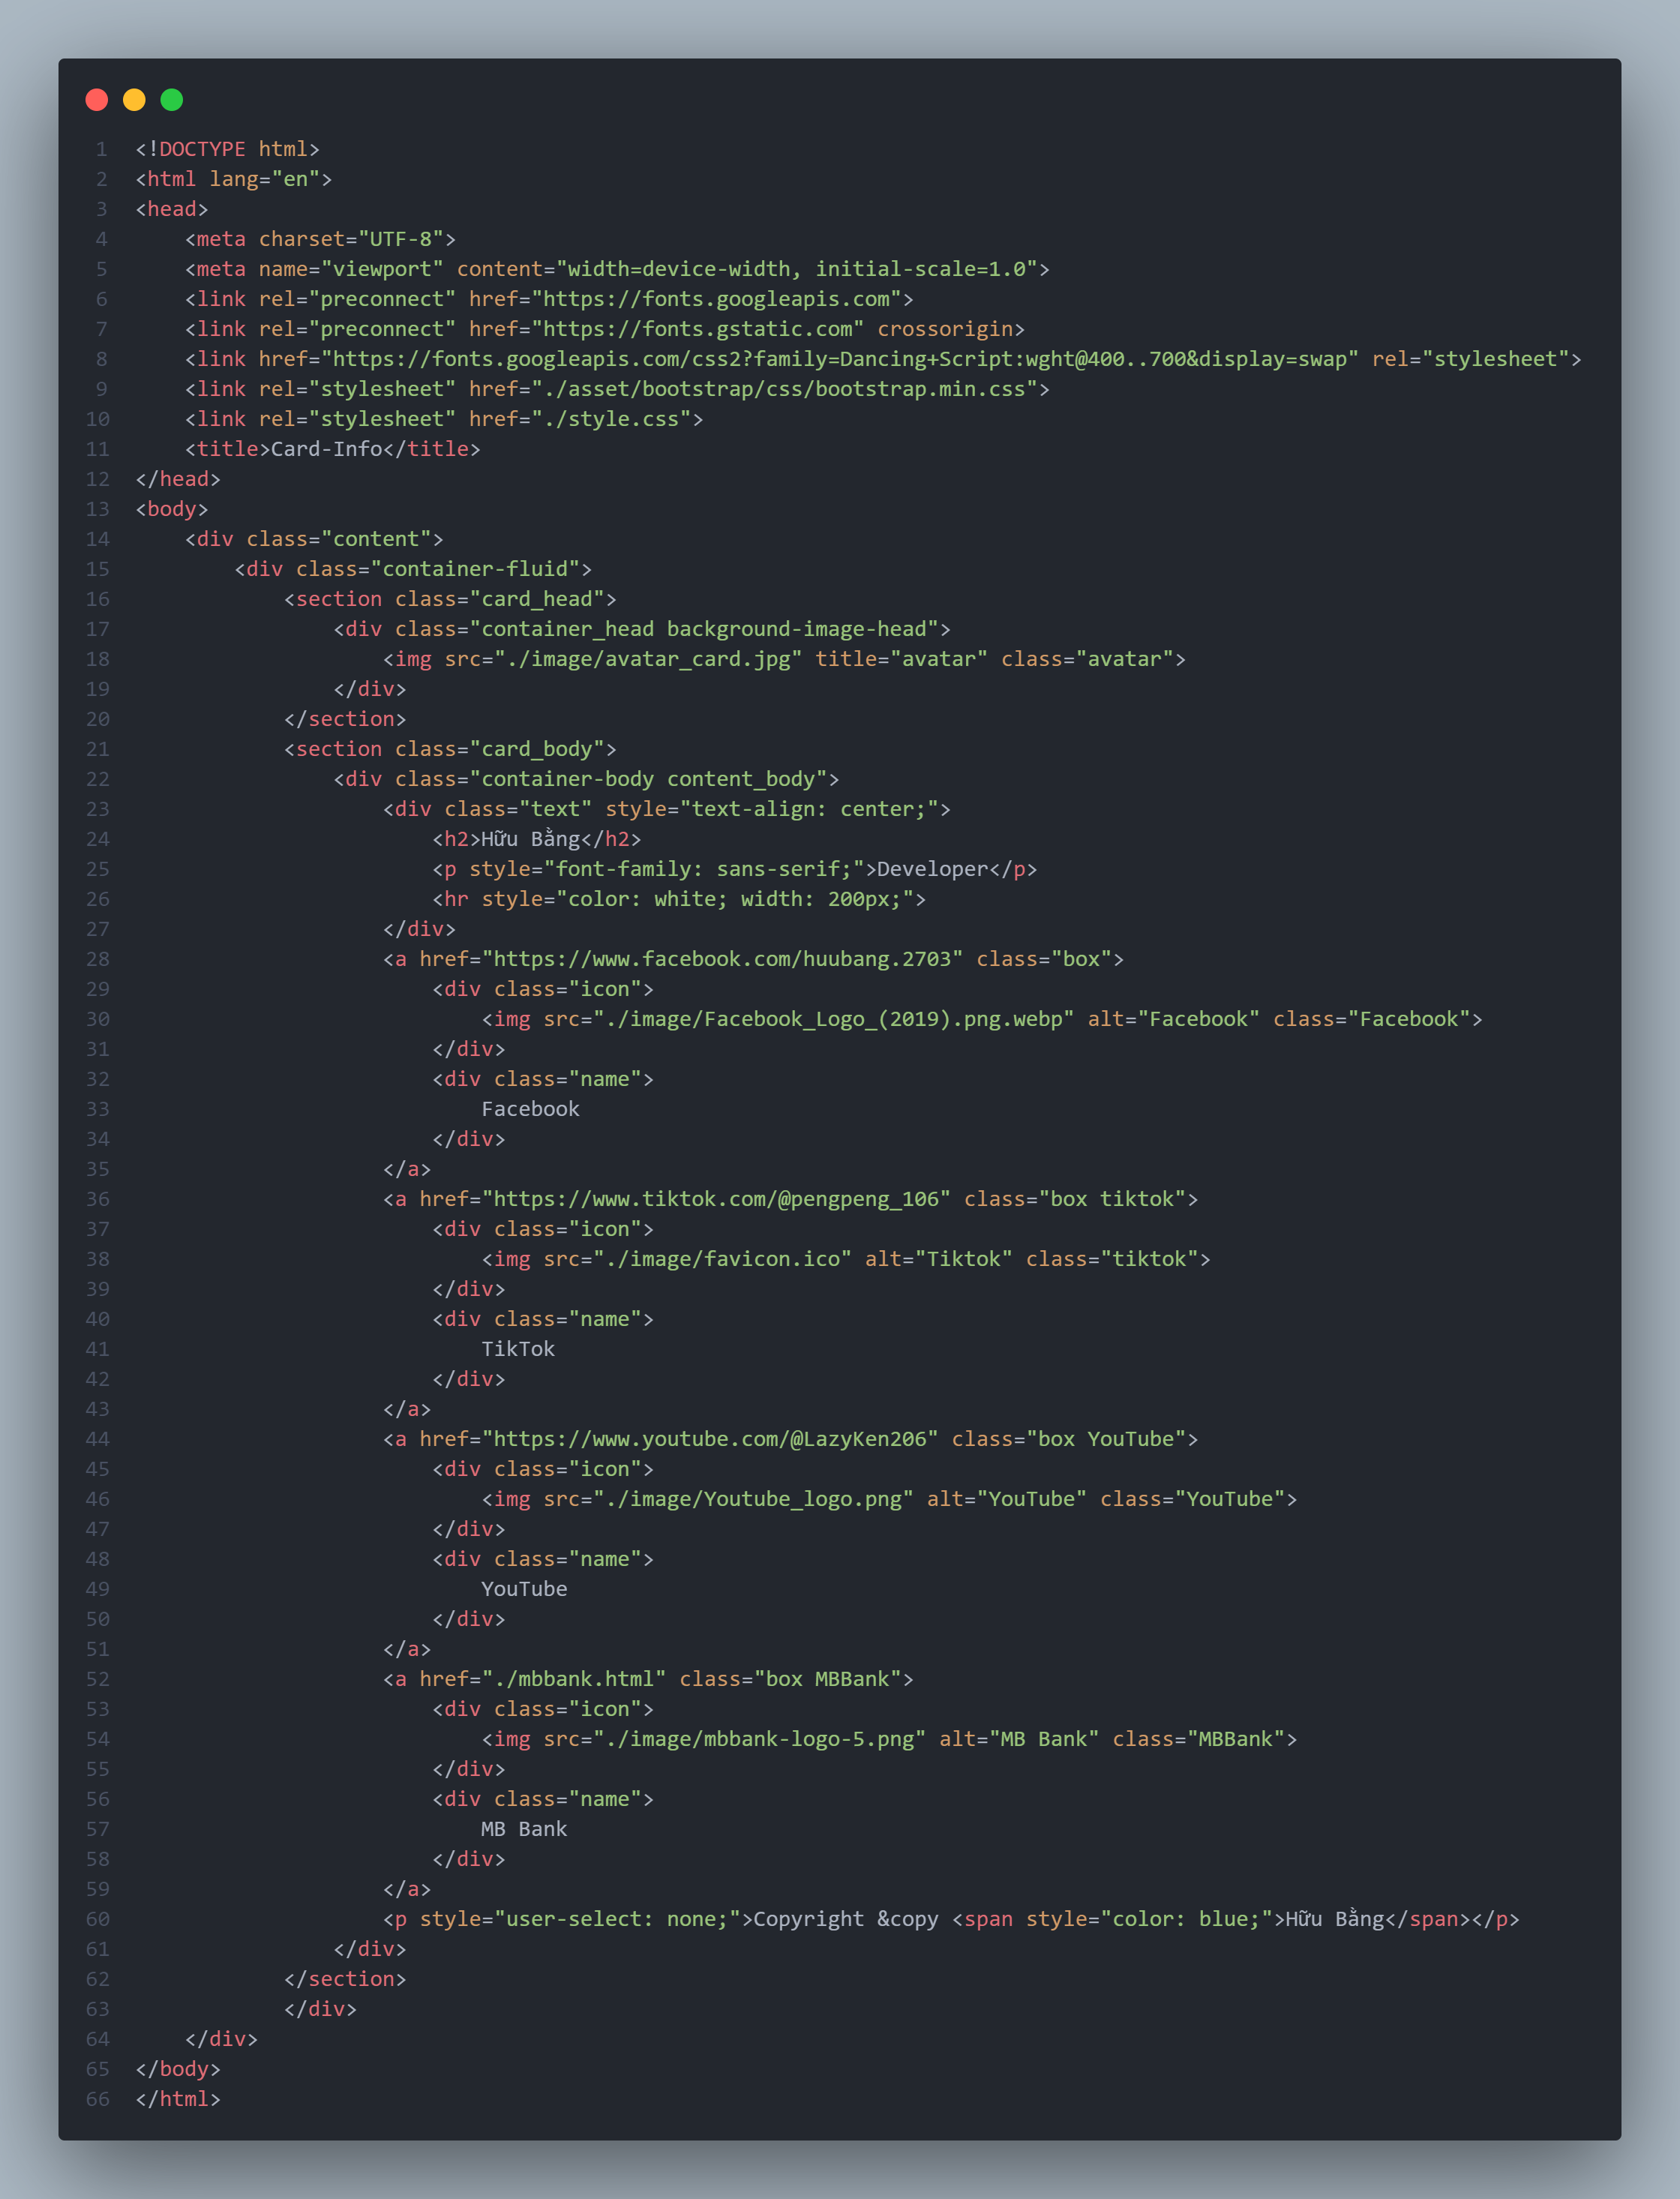 1 <!DOCTYPE html>
2 <html lang="en">
3 <head>
4     <meta charset="UTF-8">
5     <meta name="viewport" content="width=device-width, initial-scale=1.0">
6     <link rel="preconnect" href="https://fonts.googleapis.com">
7     <link rel="preconnect" href="https://fonts.gstatic.com" crossorigin>
8     <link href="https://fonts.googleapis.com/css2?family=Dancing+Script:wght@400..700&display=swap" rel="stylesheet">
9     <link rel="stylesheet" href="./asset/bootstrap/css/bootstrap.min.css">
10     <link rel="stylesheet" href="./style.css">
11     <title>Card-Info</title>
12 </head>
13 <body>
14     <div class="content">
15         <div class="container-fluid">
16             <section class="card_head">
17                 <div class="container_head background-image-head">
18                     <img src="./image/avatar_card.jpg" title="avatar" class="avatar">
19                 </div>
20             </section>
21             <section class="card_body">
22                 <div class="container-body content_body">
23                     <div class="text" style="text-align: center;">
24                         <h2>Hữu Bằng</h2>
25                         <p style="font-family: sans-serif;">Developer</p>
26                         <hr style="color: white; width: 200px;">
27                     </div>
28                     <a href="https://www.facebook.com/huubang.2703" class="box">
29                         <div class="icon">
30                             <img src="./image/Facebook_Logo_(2019).png.webp" alt="Facebook" class="Facebook">
31                         </div>
32                         <div class="name">
33                             Facebook
34                         </div>
35                     </a>
36                     <a href="https://www.tiktok.com/@pengpeng_106" class="box tiktok">
37                         <div class="icon">
38                             <img src="./image/favicon.ico" alt="Tiktok" class="tiktok">
39                         </div>
40                         <div class="name">
41                             TikTok
42                         </div>
43                     </a>
44                     <a href="https://www.youtube.com/@LazyKen206" class="box YouTube">
45                         <div class="icon">
46                             <img src="./image/Youtube_logo.png" alt="YouTube" class="YouTube">
47                         </div>
48                         <div class="name">
49                             YouTube
50                         </div>
51                     </a>
52                     <a href="./mbbank.html" class="box MBBank">
53                         <div class="icon">
54                             <img src="./image/mbbank-logo-5.png" alt="MB Bank" class="MBBank">
55                         </div>
56                         <div class="name">
57                             MB Bank
58                         </div>
59                     </a>
60                     <p style="user-select: none;">Copyright &copy <span style="color: blue;">Hữu Bằng</span></p>
61                 </div>
62             </section>
63             </div>
64     </div>
65 </body>
66 </html>